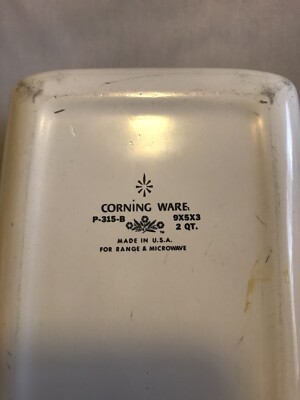 CORNING WARE®
P-315-B 9X5X3
2 QT.
MADE IN U.S.A.
FOR RANGE & MICROWAVE